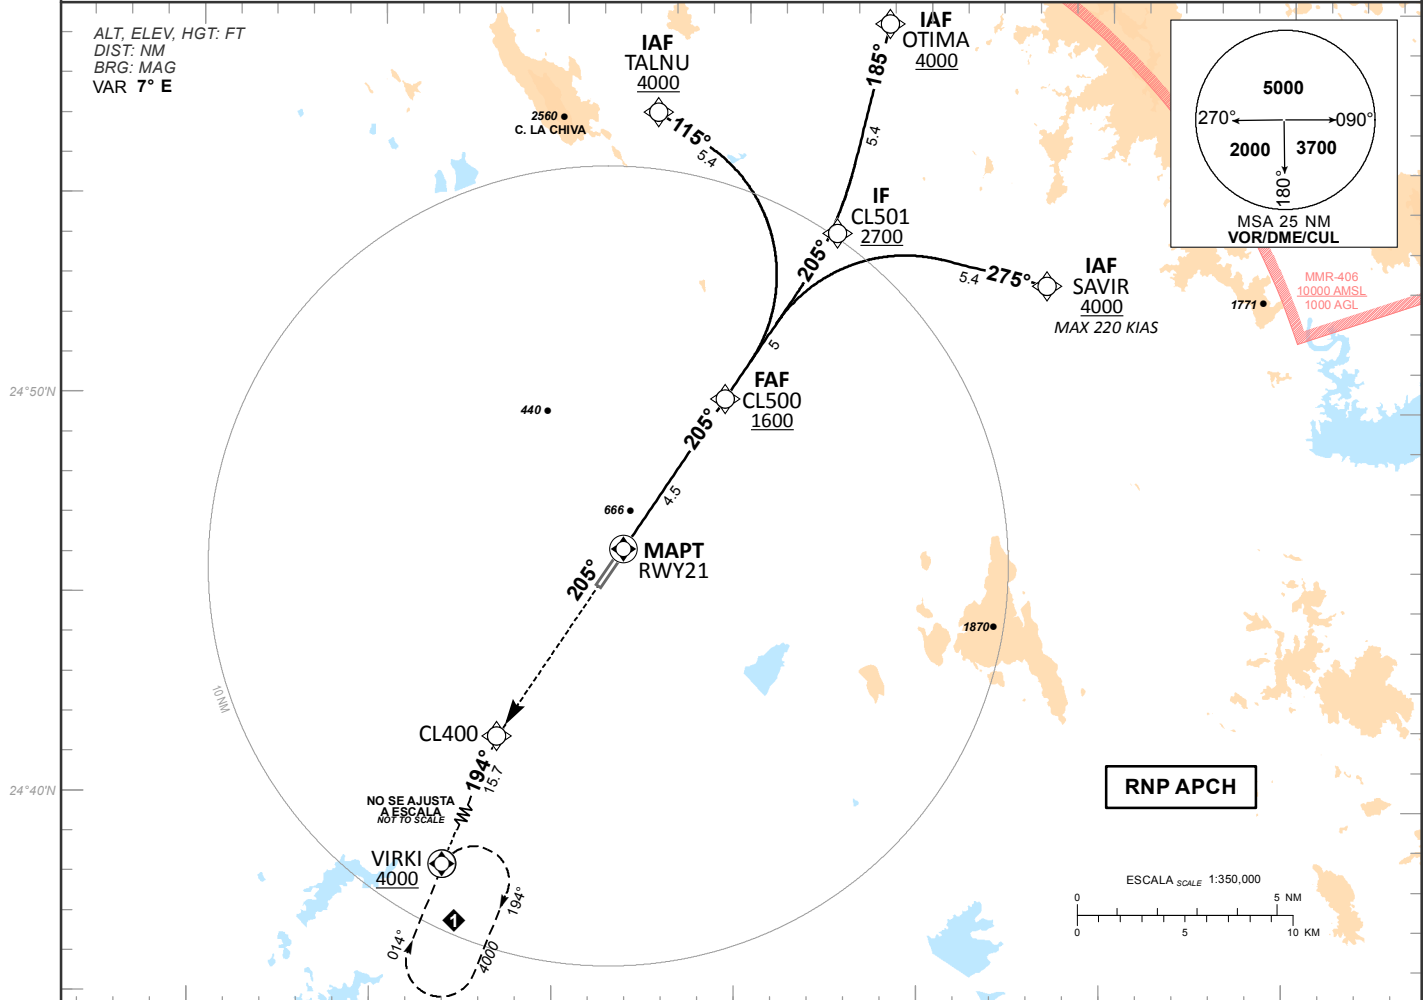 ALT, ELEV, HGT: FT
DIST: NM
BRG: MAG
VAR 7° E
IAF
TALNU
4000
IAF
OTIMA
4000
185°
5.4
115°
5.4
2560
C. LA CHIVA
5000
270°
090°
2000
3700
180°
MSA 25 NM
VOR/DME/CUL
IF
CL501
2700
205°
5.4
275°
IAF
SAVIR
4000
MAX 220 KIAS
MMR-406
10000 AMSL
1000 AGL
1771
5
24°50'N
FAF
CL500
1600
440
205°
4.5
666
MAPT
RWY21
205°
1870
10 NM
CL400
194°
15.7
24°40'N
NO SE AJUSTA
A ESCALA
NOT TO SCALE
RNP APCH
VIRKI
4000
194°
1
014°
4000
ESCALA SCALE 1:350,000
0 5 NM
0 5 10 KM